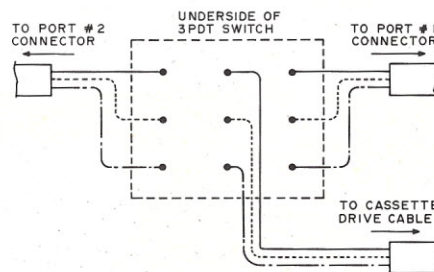 UNDERSIDE OF
3PDT SWITCH
TO PORT #2
CONNECTOR
TO PORT #
CONNECTOR
TO CASSETTE
DRIVE CABLE